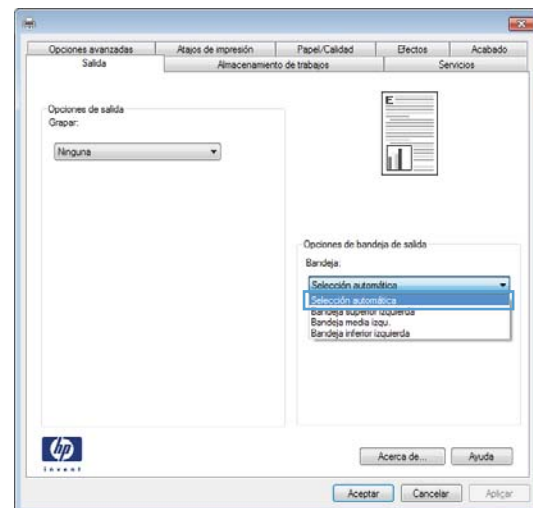 Opciones avanzadas Atajos de impresión Papel/Calidad Efectos Acabado
Salida Almacenamiento de trabajos Servicios
Opciones de salida
Grapar:
Ninguna
E
Opciones de bandeja de salida
Bandeja:
Selección automática
Selección automática
Bandeja superior izquierda
Bandeja media izqu.
Bandeja inferior izquierda
hp
invent
Acerca de... Ayuda
Aceptar Cancelar Aplicar